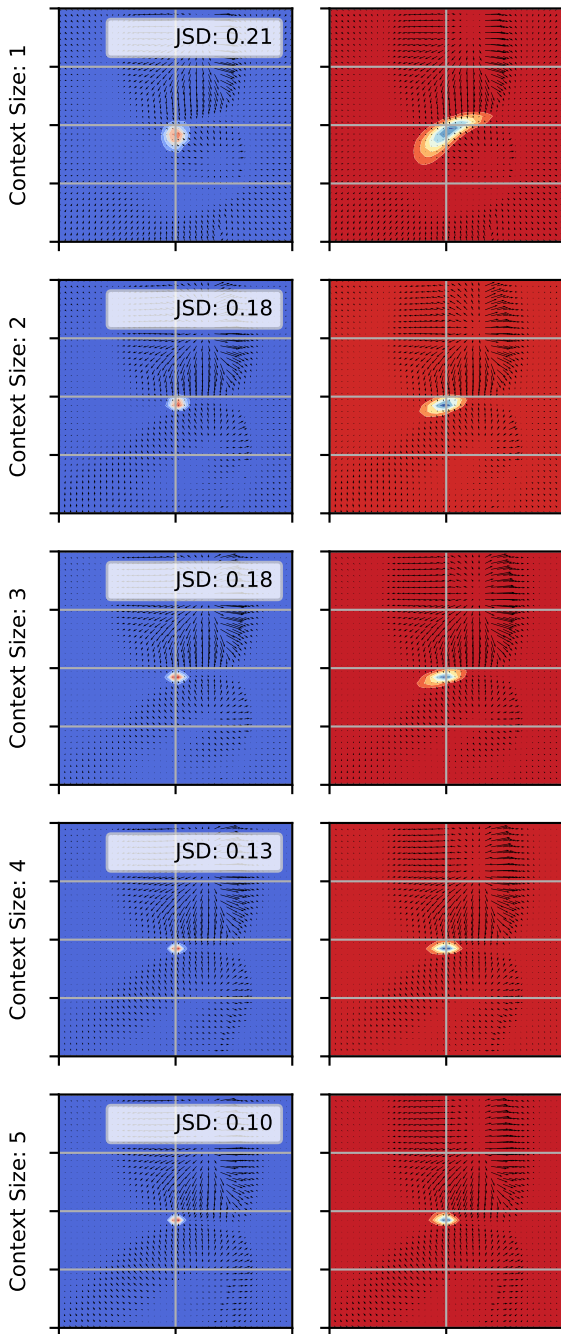 Context Size: 1
JSD: 0.21
Context Size: 2
JSD: 0.18
Context Size: 3
JSD: 0.18
Context Size: 4
JSD: 0.13
Context Size: 5
JSD: 0.10